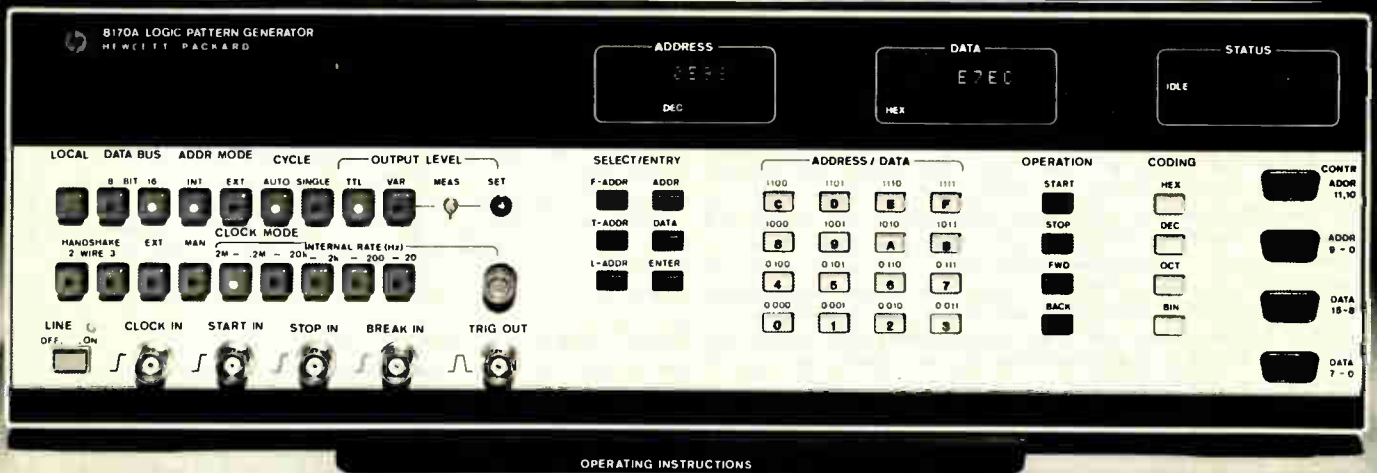 8170A LOGIC PATTERN GENERATOR
HEWLETT PACKARD
ADDRESS
DEC
DATA
E7EC
HEX
STATUS
IDLE
LOCAL DATA BUS ADDR MODE CYCLE OUTPUT LEVEL
8 BIT 16 INT EXT AUTO SINGLE TTL VAR MEAS SET
HANDSHAKE EXT MAN CLOCK MODE INTERNAL RATE (Hz)
2 WIRE 3 2M - .2M - 20k - 2k - 200 - 20
LINE CLOCK IN START IN STOP IN BREAK IN TRIG OUT
OFF ON
SELECT/ENTRY
F-ADDR ADDR
T-ADDR DATA
L-ADDR ENTER
ADDRESS / DATA
1100 1101 1110 1111
C D E F
1000 1001 1010 1011
8 9 A B
0100 0101 0110 0111
4 5 6 7
0000 0001 0010 0011
0 1 2 3
OPERATION
START
STOP
FWD
BACK
CODING
HEX
DEC
OCT
BIN
CONTR
ADDR
11,10
ADDR
9 - 0
DATA
15-8
DATA
7 - 0
OPERATING INSTRUCTIONS